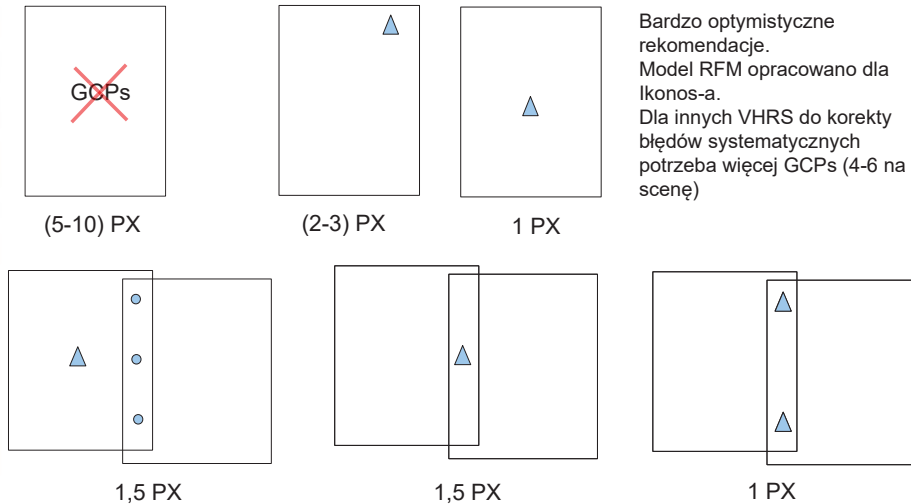 GCPs
(5-10) PX
(2-3) PX
1 PX
Bardzo optymistyczne
rekomendacje.
Model RFM opracowano dla
Ikonos-a.
Dla innych VHRS do korekty
błędów systematycznych
potrzeba więcej GCPs (4-6 na
scenę)
1,5 PX
1,5 PX
1 PX